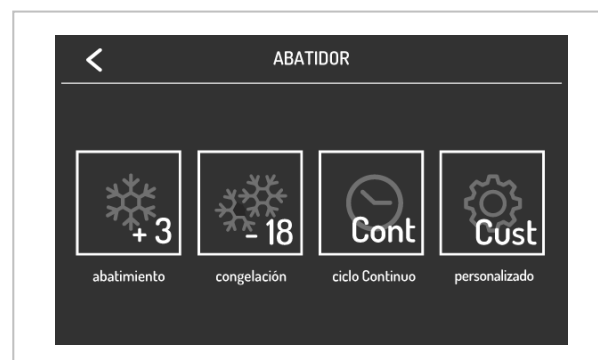 ABATIDOR
+ 3
- 18
Cont
Cust
abatimiento
congelación
ciclo Continuo
personalizado